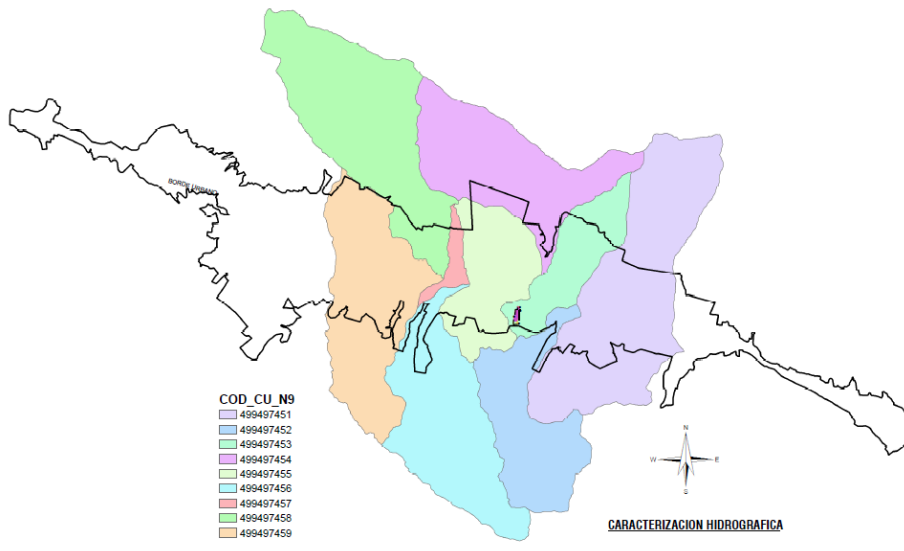 BORDE URBANO
COD_CU_N9
499497451
499497452
499497453
499497454
499497455
499497456
499497457
499497458
499497459
N
W E
S
CARACTERIZACION HIDROGRAFICA